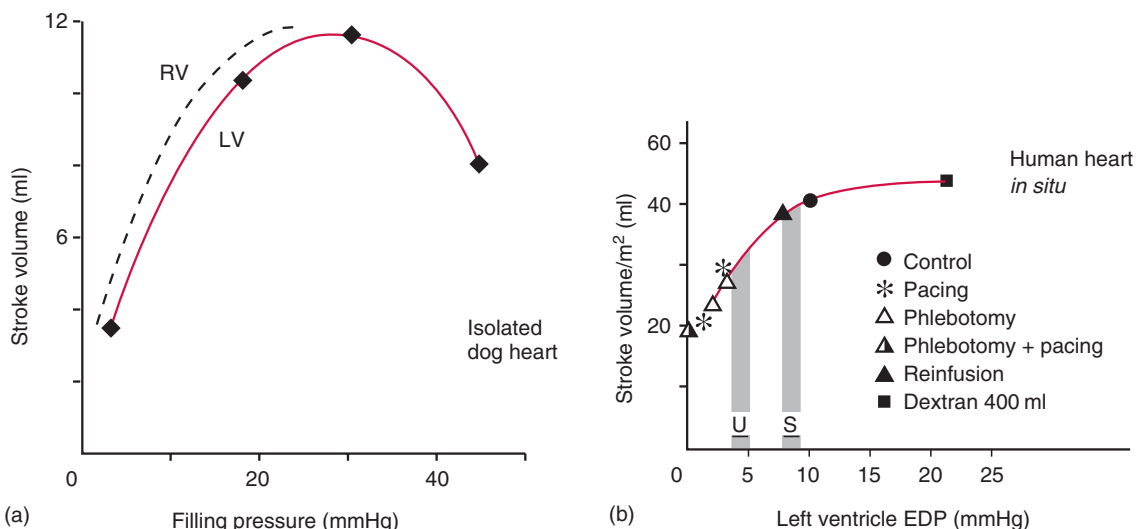 12
RV
LV
Stroke volume (ml)
6
Isolated
dog heart
0
20
40
(a)
Filling pressure (mmHg)
60
40
20
Stroke volume/m² (ml)
Human heart
in situ
Control
Pacing
Phlebotomy
Phlebotomy + pacing
Reinfusion
Dextran 400 ml
U
S
0
5
10
15
20
25
(b)
Left ventricle EDP (mmHg)